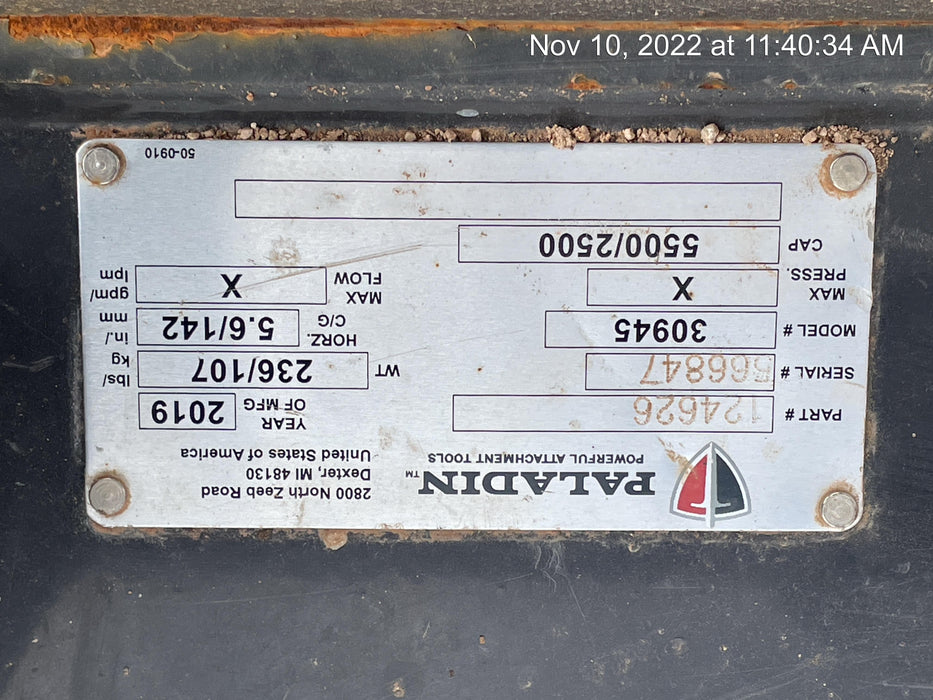 Nov 10, 2022 at 11:40:34 AM
PALADIN™
POWERFUL ATTACHMENT TOOLS
2800 North Zeeb Road
Dexter, MI 48130
United States of America
PART # 124626
YEAR OF MFG 2019
SERIAL # 566847
WT 236/107 lbs/kg
MODEL # 30945
HORZ. C/G 5.6/142 in./mm
MAX PRESS. X
MAX FLOW X gpm/lpm
CAP 5500/2500
50-0910